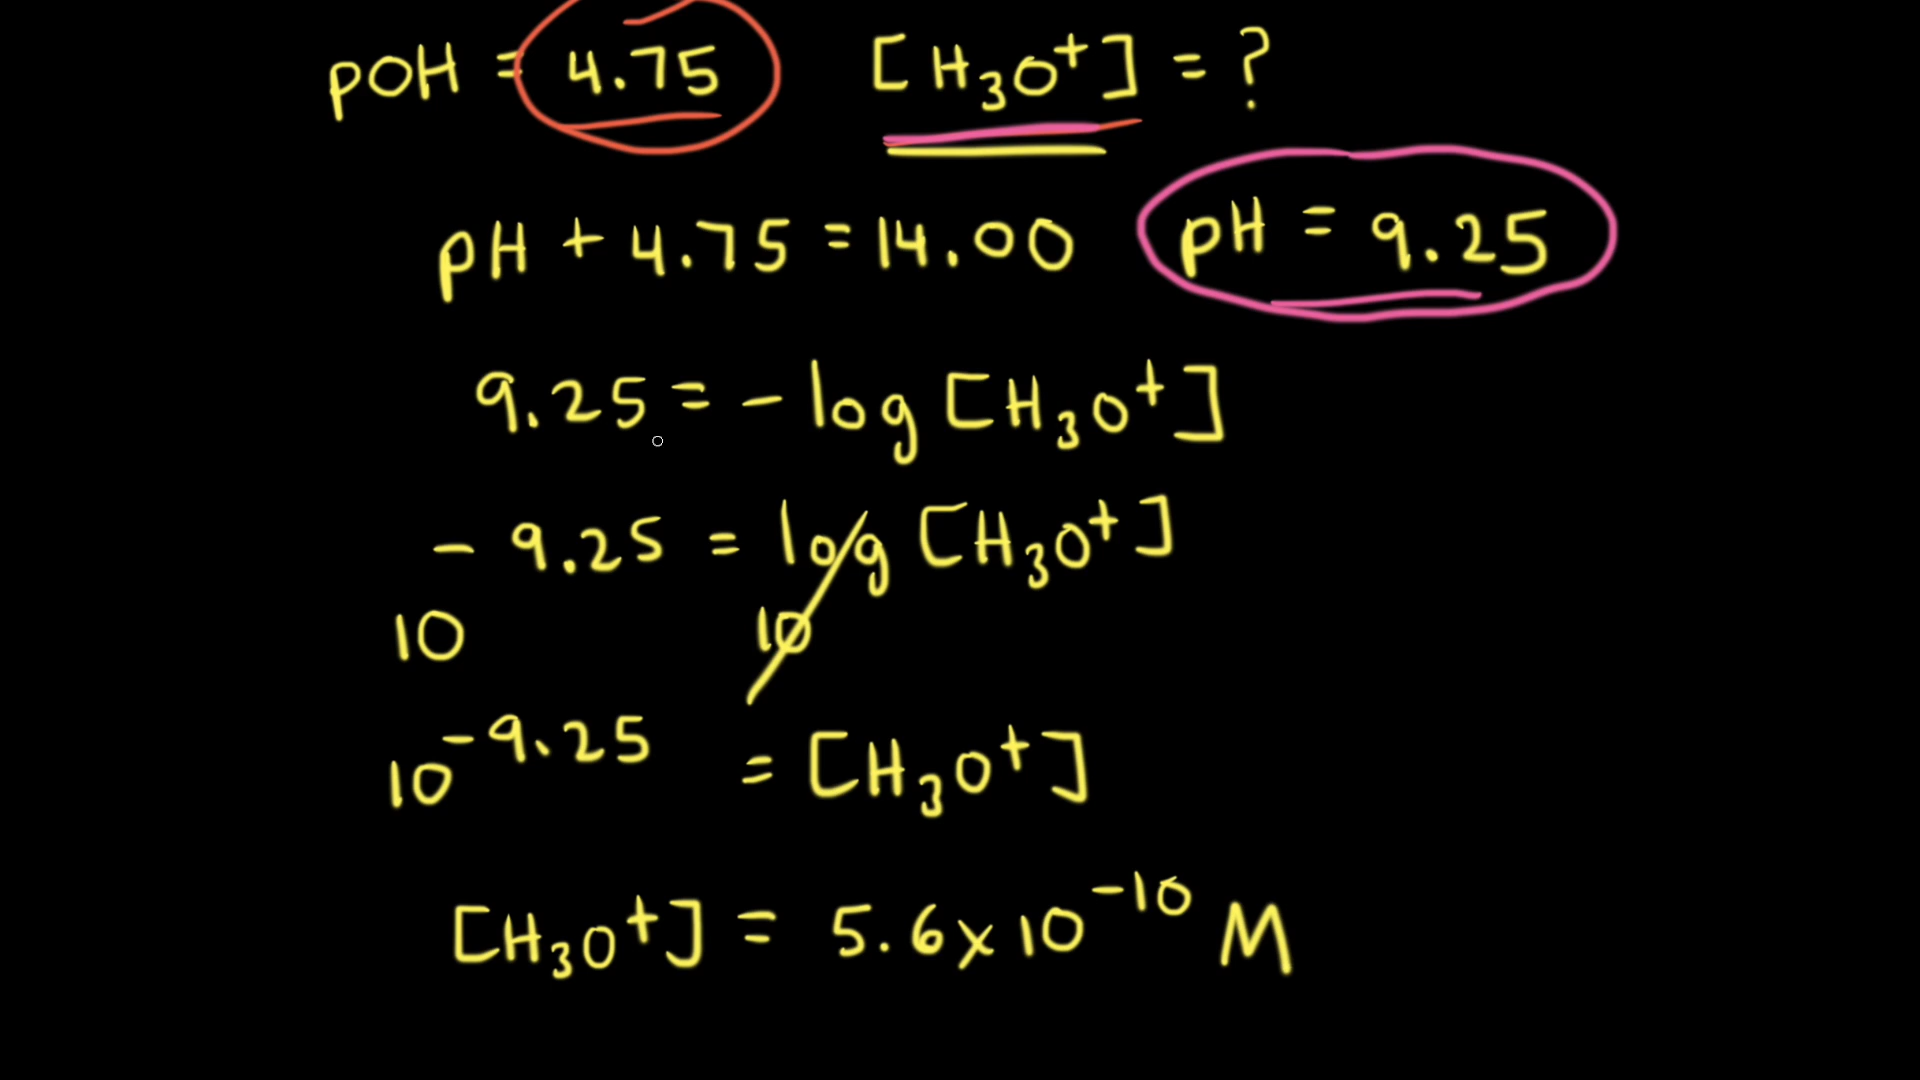 pOH = 4.75 [H₃O⁺] = ?
pH + 4.75 = 14.00 pH = 9.25
9.25 = - log [H₃O⁺]
- 9.25 = log [H₃O⁺]
10 10
10⁻⁹·²⁵ = [H₃O⁺]
[H₃O⁺] = 5.6 x 10⁻¹⁰ M